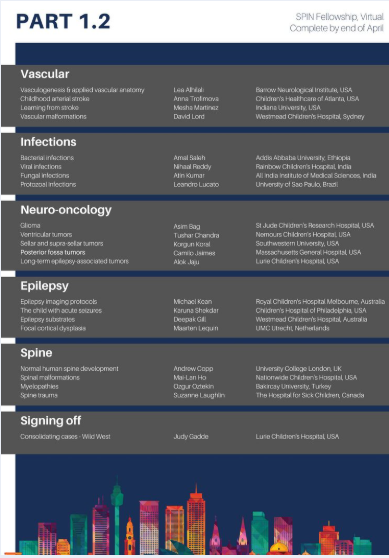 PART 1.2
SPIN Fellowship, Virtual
Complete by end of April
Vascular
Vasculogenesis & applied vascular anatomy Lea Alhilali Barrow Neurological Institute, USA
Childhood arterial stroke Anna Trofimova Children's Healthcare of Atlanta, USA
Learning from stroke Mesha Martinez Indiana University, USA
Vascular malformations David Lord Westmead Children's Hospital, Sydney
Infections
Bacterial infections Amal Saleh Addis Abbaba University, Ethiopia
Viral infections Nihaal Reddy Rainbow Children's Hospital, India
Fungal infections Atin Kumar All India Institute of Medical Sciences, India
Protozoal infections Leandro Lucato University of Sao Paulo, Brazil
Neuro-oncology
Glioma Asim Bag St Jude Children's Research Hospital, USA
Ventricular tumors Tushar Chandra Nemours Children's Hospital, USA
Sellar and supra-sellar tumors Korgun Koral Southwestern University, USA
Posterior fossa tumors Camilo Jaimes Massachusetts General Hospital, USA
Long-term epilepsy associated tumors Alok Jaju Lurie Children's Hospital, USA
Epilepsy
Epilepsy imaging protocols Michael Kean Royal Children's Hospital Melbourne, Australia
The child with acute seizures Karuna Shekdar Children's Hospital of Philadelphia, USA
Epilepsy substrates Deepak Gill Westmead Children's Hospital, Australia
Focal cortical dysplasia Maarten Lequin UMC Utrecht, Netherlands
Spine
Normal human spine development Andrew Copp University College London, UK
Spinal malformations Mai-Lan Ho Nationwide Children's Hospital, USA
Myelopathies Ozgur Oztekin Bakircay University, Turkey
Spine trauma Suzanne Laughlin The Hospital for Sick Children, Canada
Signing off
Consolidating cases - Wild West Judy Gadde Lurie Children's Hospital, USA